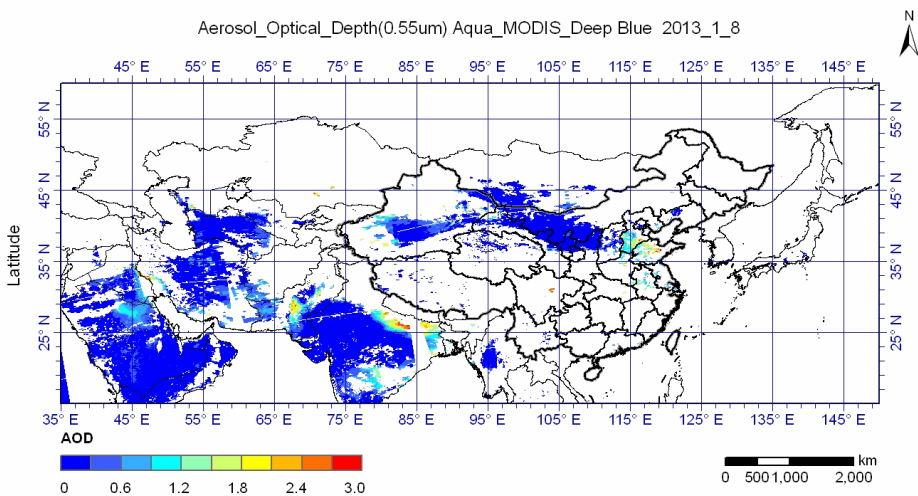 N
Aerosol_Optical_Depth(0.55um) Aqua_MODIS_Deep Blue 2013_1_8
45° E 55° E 65° E 75° E 85° E 95° E 105° E 115° E 125° E 135° E 145° E
55° N 55° N
45° N 45° N
Latitude
35° N 35° N
25° N 25° N
35° E 45° E 55° E 65° E 75° E 85° E 95° E 105° E 115° E 125° E 135° E 145° E
AOD
km
0 500 1,000 2,000
0 0.6 1.2 1.8 2.4 3.0